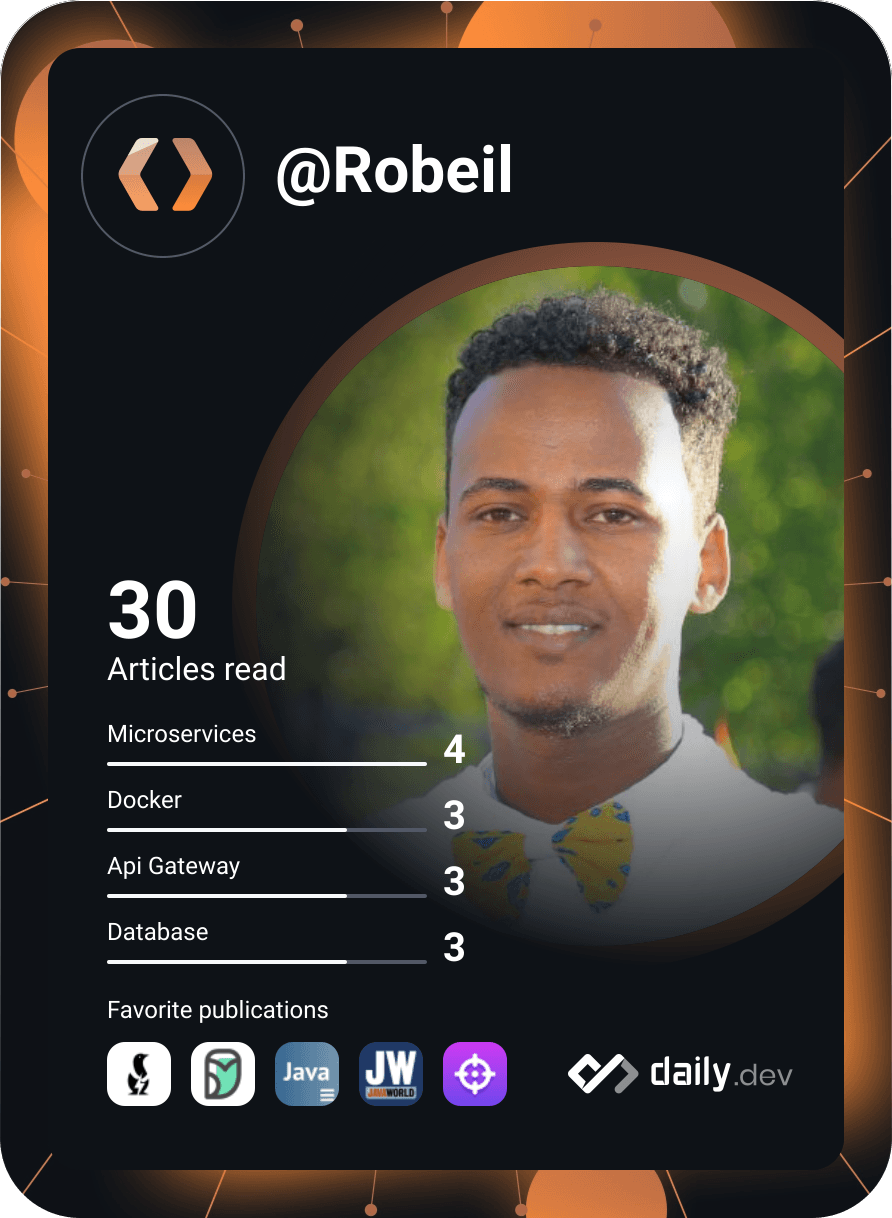 @Robeil
30
Articles read
Microservices
4
Docker
3
Api Gateway
3
Database
3
Favorite publications
Java
JW
JAVAWORLD
daily.dev